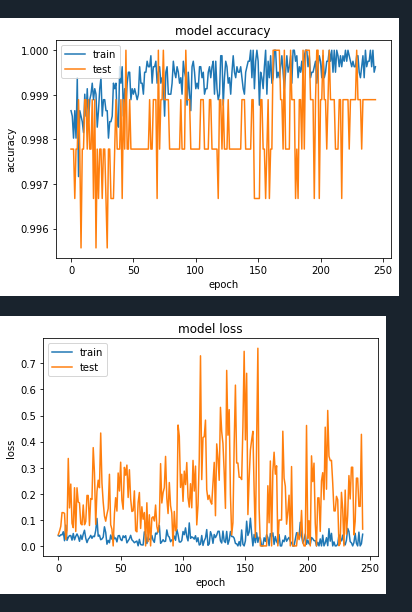 model accuracy
train
test
1.000
0.999
0.998
0.997
0.996
accuracy
0
50
100
150
200
250
epoch
model loss
train
test
0.7
0.6
0.5
0.4
0.3
0.2
0.1
0.0
loss
0
50
100
150
200
250
epoch